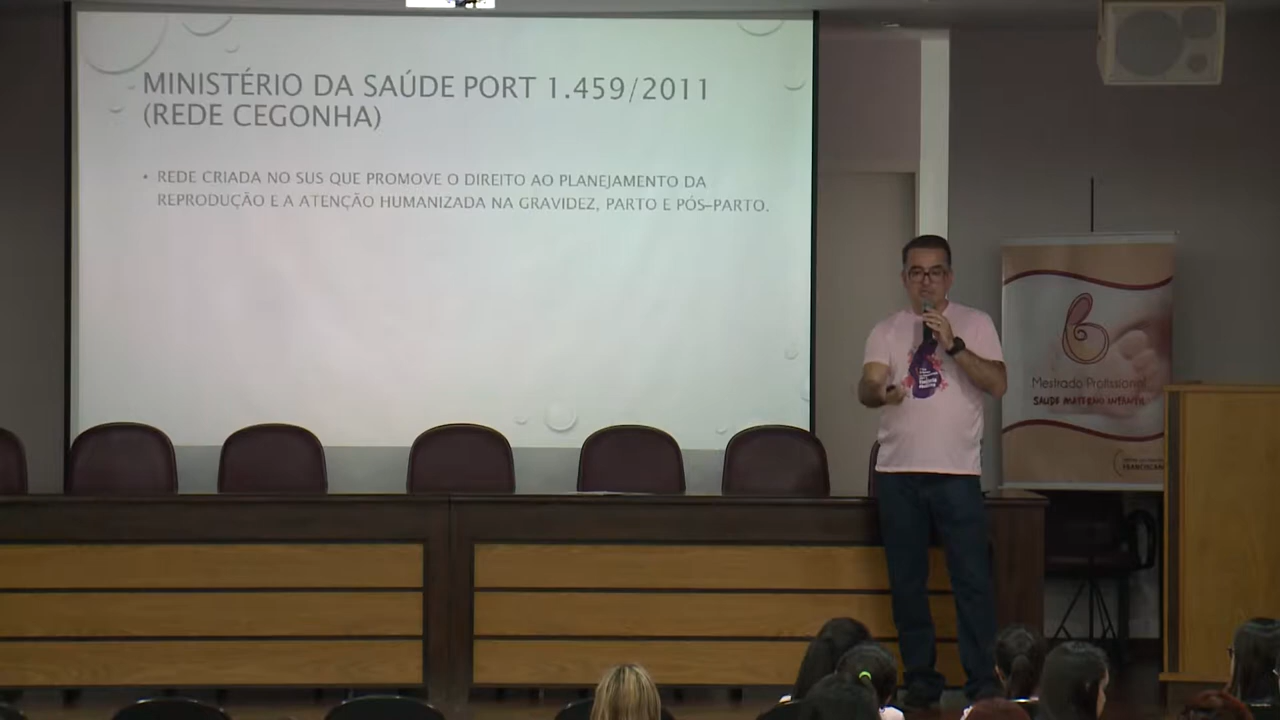 MINISTÉRIO DA SAÚDE PORT 1.459/2011
(REDE CEGONHA)
• REDE CRIADA NO SUS QUE PROMOVE O DIREITO AO PLANEJAMENTO DA
REPRODUÇÃO E A ATENÇÃO HUMANIZADA NA GRAVIDEZ, PARTO E PÓS-PARTO.
Mestrado Profissional
SAÚDE MATERNO INFANTIL